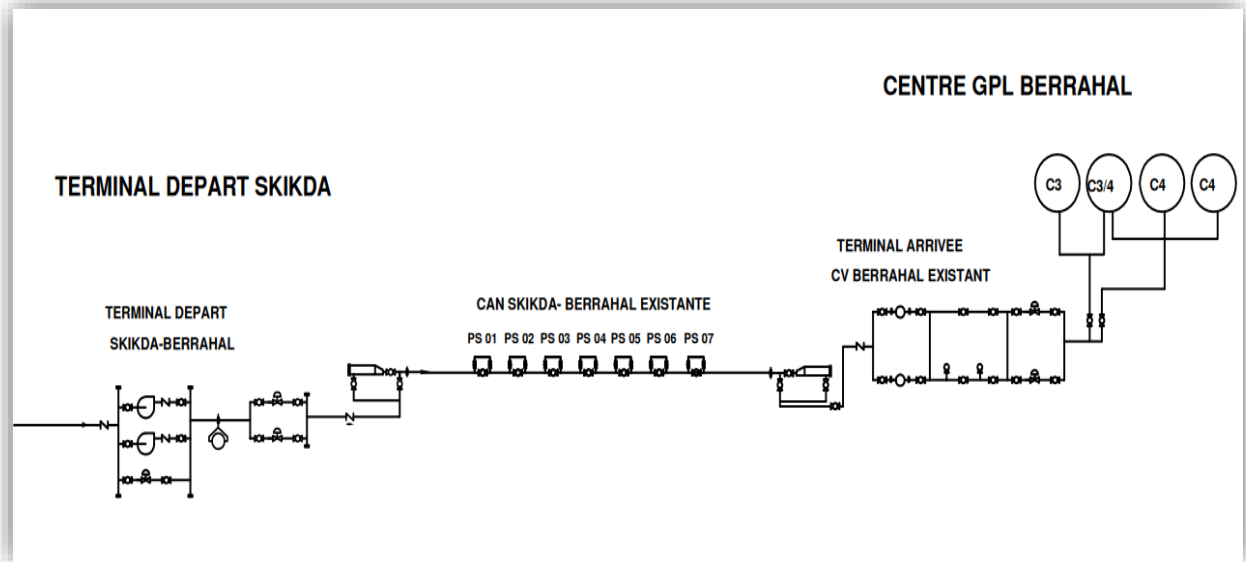 CENTRE GPL BERRAHAL
TERMINAL DEPART SKIKDA
C3 C3/4 C4 C4
TERMINAL ARRIVEE
CV BERRAHAL EXISTANT
CAN SKIKDA- BERRAHAL EXISTANTE
TERMINAL DEPART
SKIKDA-BERRAHAL
PS 01 PS 02 PS 03 PS 04 PS 05 PS 06 PS 07